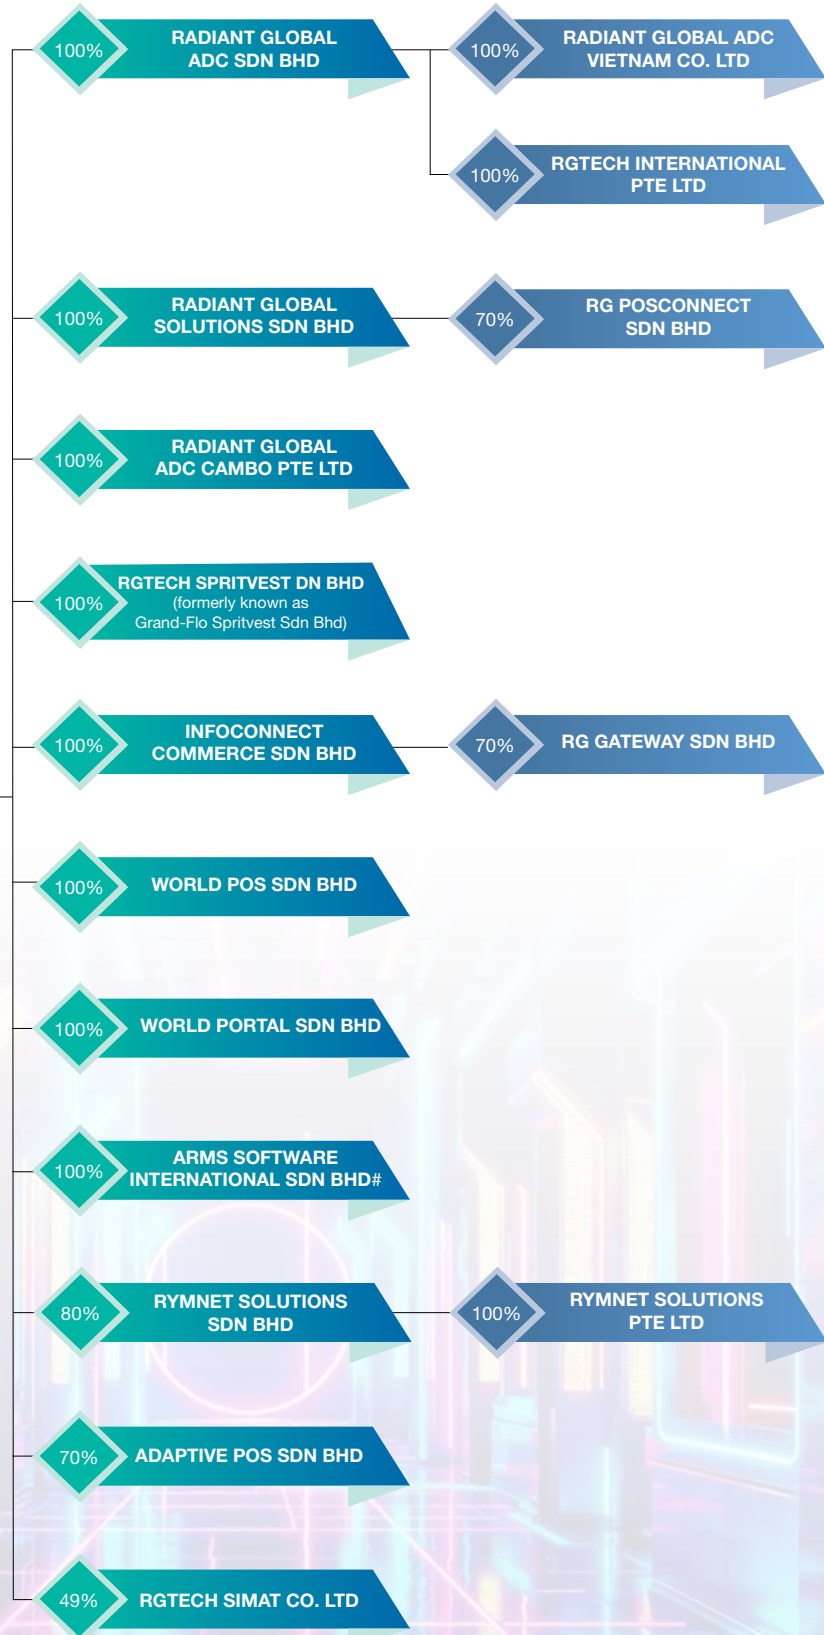 100%
RADIANT GLOBAL
ADC SDN BHD
100%
RADIANT GLOBAL ADC
VIETNAM CO. LTD
100%
RGTECH INTERNATIONAL
PTE LTD
100%
RADIANT GLOBAL
SOLUTIONS SDN BHD
70%
RG POSCONNECT
SDN BHD
100%
RADIANT GLOBAL
ADC CAMBO PTE LTD
100%
RGTECH SPRITVEST DN BHD
(formerly known as
Grand-Flo Spritvest Sdn Bhd)
100%
INFOCONNECT
COMMERCE SDN BHD
70%
RG GATEWAY SDN BHD
100%
WORLD POS SDN BHD
100%
WORLD PORTAL SDN BHD
100%
ARMS SOFTWARE
INTERNATIONAL SDN BHD#
80%
RYMNET SOLUTIONS
SDN BHD
100%
RYMNET SOLUTIONS
PTE LTD
70%
ADAPTIVE POS SDN BHD
49%
RGTECH SIMAT CO. LTD